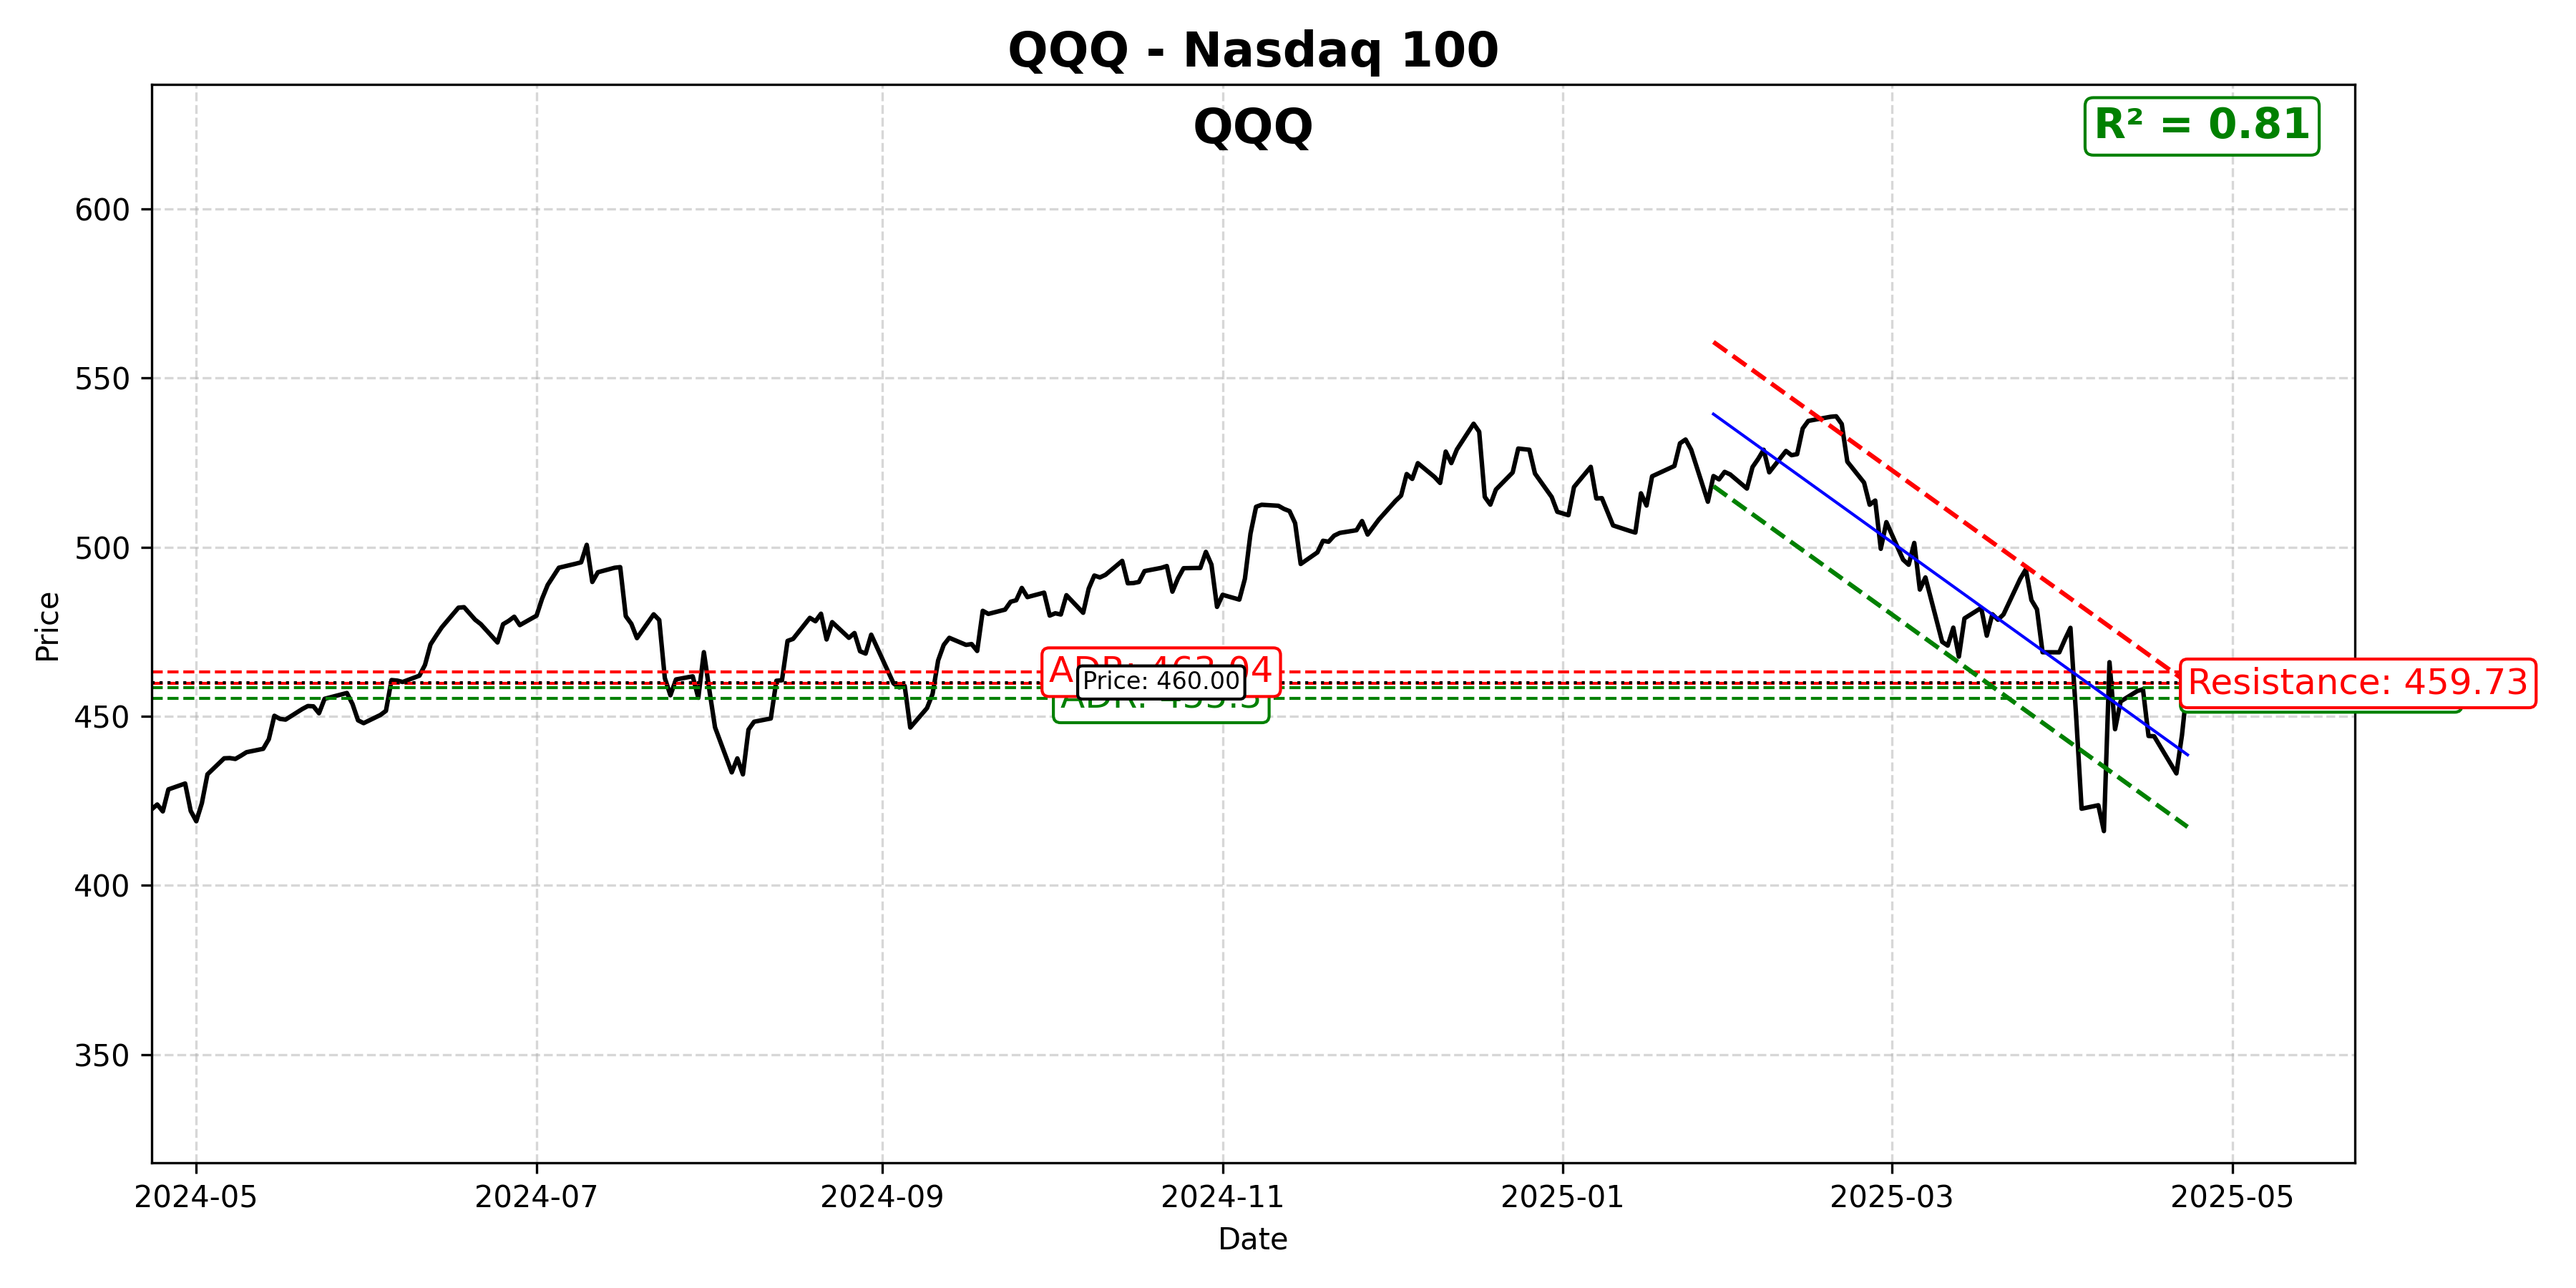 QQQ - Nasdaq 100
QQQ
R² = 0.81
Price
600
550
500
450
400
350
Price: 460.00
Resistance: 459.73
2024-05
2024-07
2024-09
2024-11
2025-01
2025-03
2025-05
Date